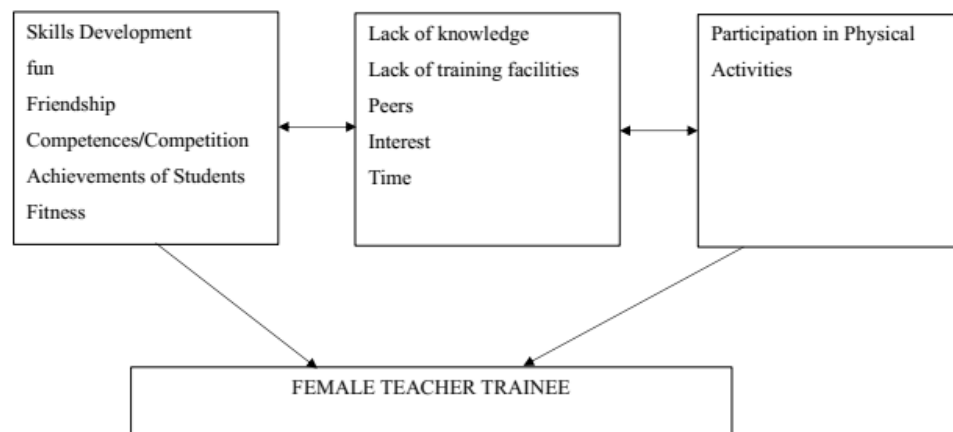 Skills Development
fun
Friendship
Competences/Competition
Achievements of Students
Fitness
Lack of knowledge
Lack of training facilities
Peers
Interest
Time
Participation in Physical
Activities
FEMALE TEACHER TRAINEE